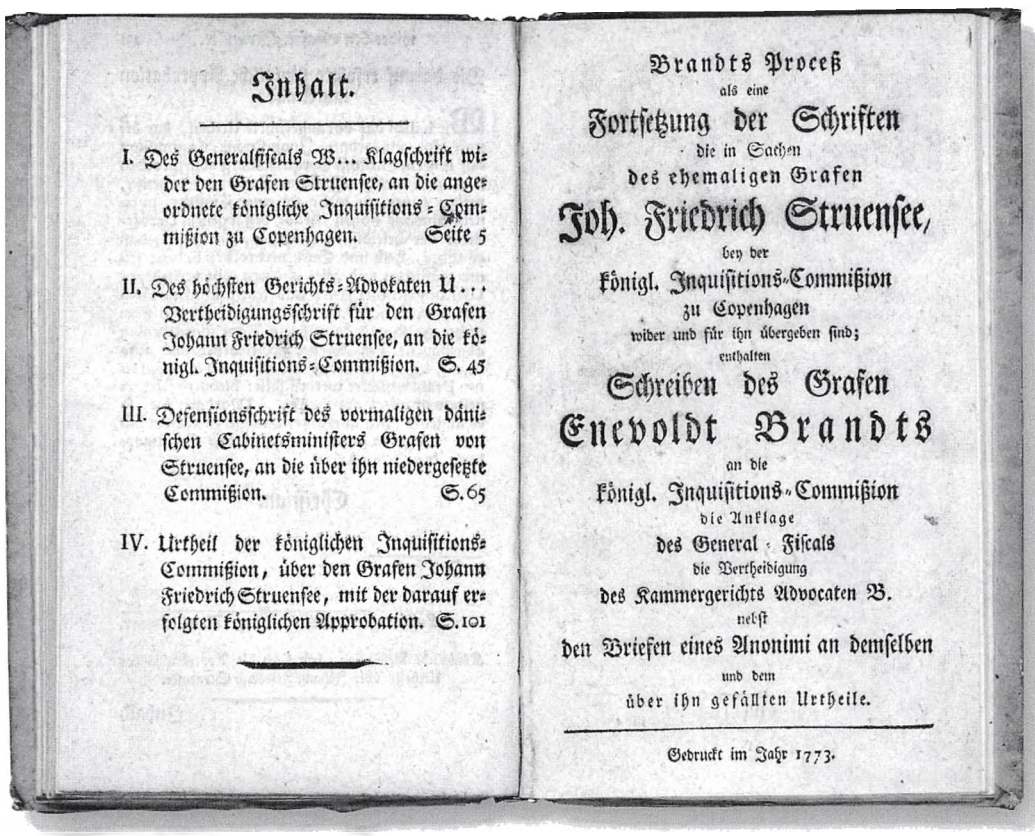 Inhalt.
I. Des Generalfiscals W... Klagschrift wi-
der den Grafen Struensee, an die ange-
ordnete königliche Inquisitions-Com-
mißion zu Copenhagen. Seite 5
II. Des höchsten Gerichts-Advokaten U...
Vertheidigungsschrift für den Grafen
Johann Friedrich Struensee, an die kö-
nigl. Inquisitions-Commißion. S. 45
III. Defensionsschrift des vormaligen däni-
schen Cabinetsministers Grafen von
Struensee, an die über ihn niedergesetzte
Commißion. S. 65
IV. Urtheil der königlichen Inquisitions-
Commißion, über den Grafen Johann
Friedrich Struensee, mit der darauf er-
folgten königlichen Approbation. S. 101
Brandts Proceß
als eine
Fortsetzung der Schriften
die in Sachen
des ehemaligen Grafen
Joh. Friedrich Struensee,
bey der
königl. Inquisitions-Commißion
zu Copenhagen
wider und für ihn übergeben sind;
enthalten
Schreiben des Grafen
Enevoldt Brandts
an die
königl. Inquisitions-Commißion
die Anklage
des General-Fiscals
die Vertheidigung
des Kammergerichts Advocaten B.
nebst
den Briefen eines Anonimi an demselben
und dem
über ihn gefällten Urtheile.
Gedruckt im Jahr 1773.